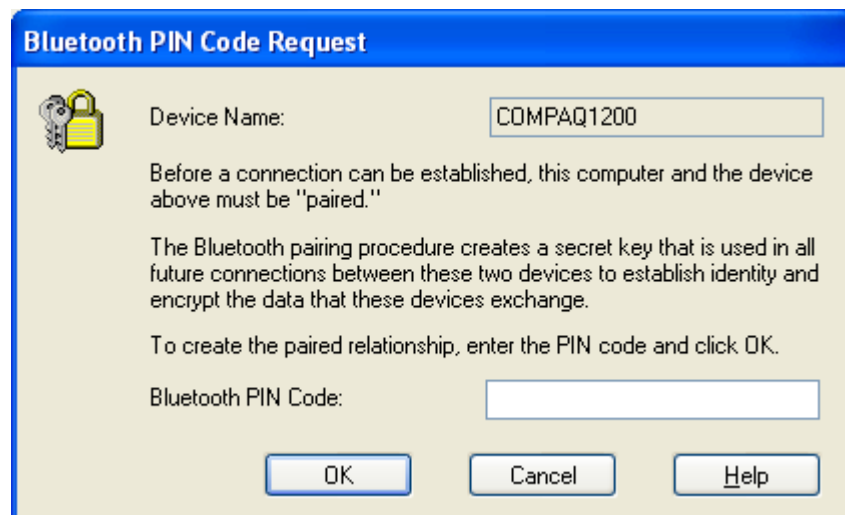 Bluetooth PIN Code Request
Device Name: COMPAQ1200
Before a connection can be established, this computer and the device
above must be "paired."
The Bluetooth pairing procedure creates a secret key that is used in all
future connections between these two devices to establish identity and
encrypt the data that these devices exchange.
To create the paired relationship, enter the PIN code and click OK.
Bluetooth PIN Code:
OK Cancel Help